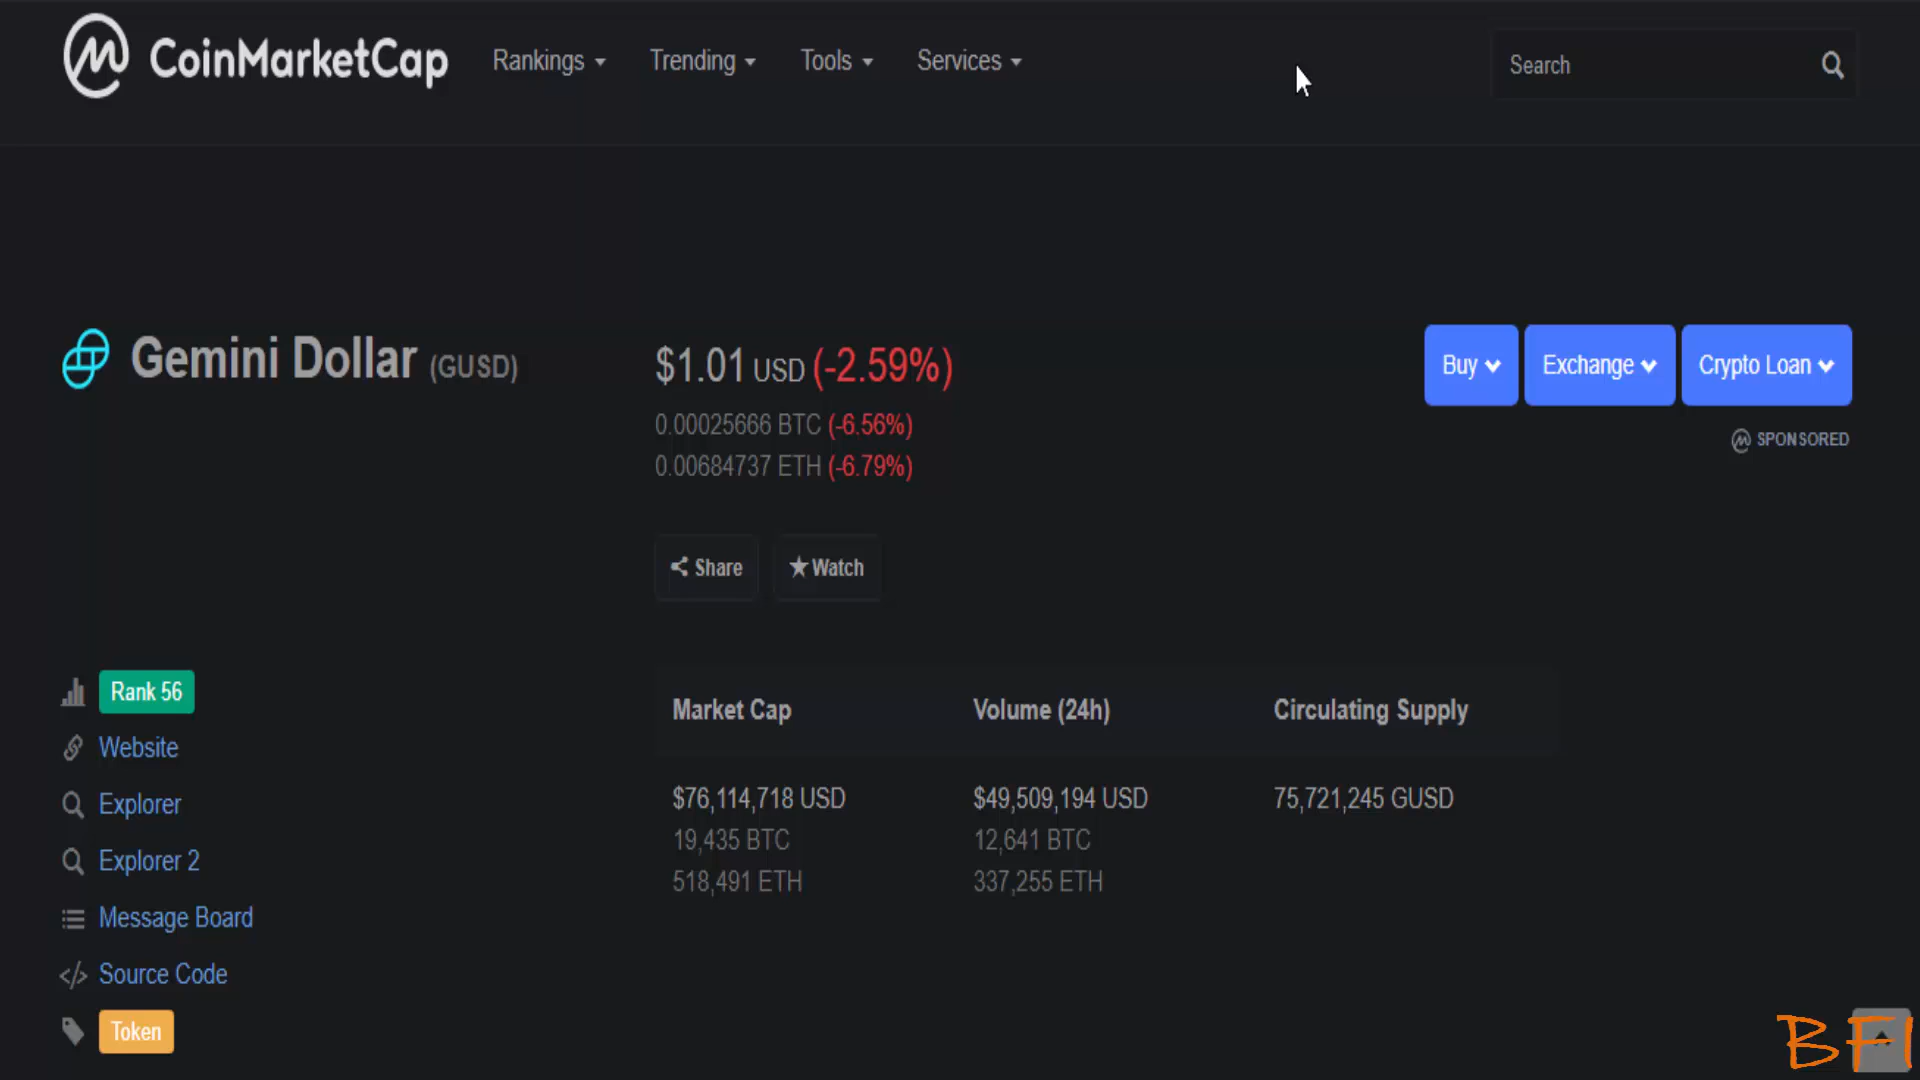 CoinMarketCap Rankings Trending Tools Services Search
Gemini Dollar (GUSD)
$1.01 USD (-2.59%)
0.00025666 BTC (-6.56%)
0.00684737 ETH (-6.79%)
Buy Exchange Crypto Loan
SPONSORED
Share Watch
Rank 56
Website
Explorer
Explorer 2
Message Board
Source Code
Token
Market Cap Volume (24h) Circulating Supply
$76,114,718 USD $49,509,194 USD 75,721,245 GUSD
19,435 BTC 12,641 BTC
518,491 ETH 337,255 ETH
BFI